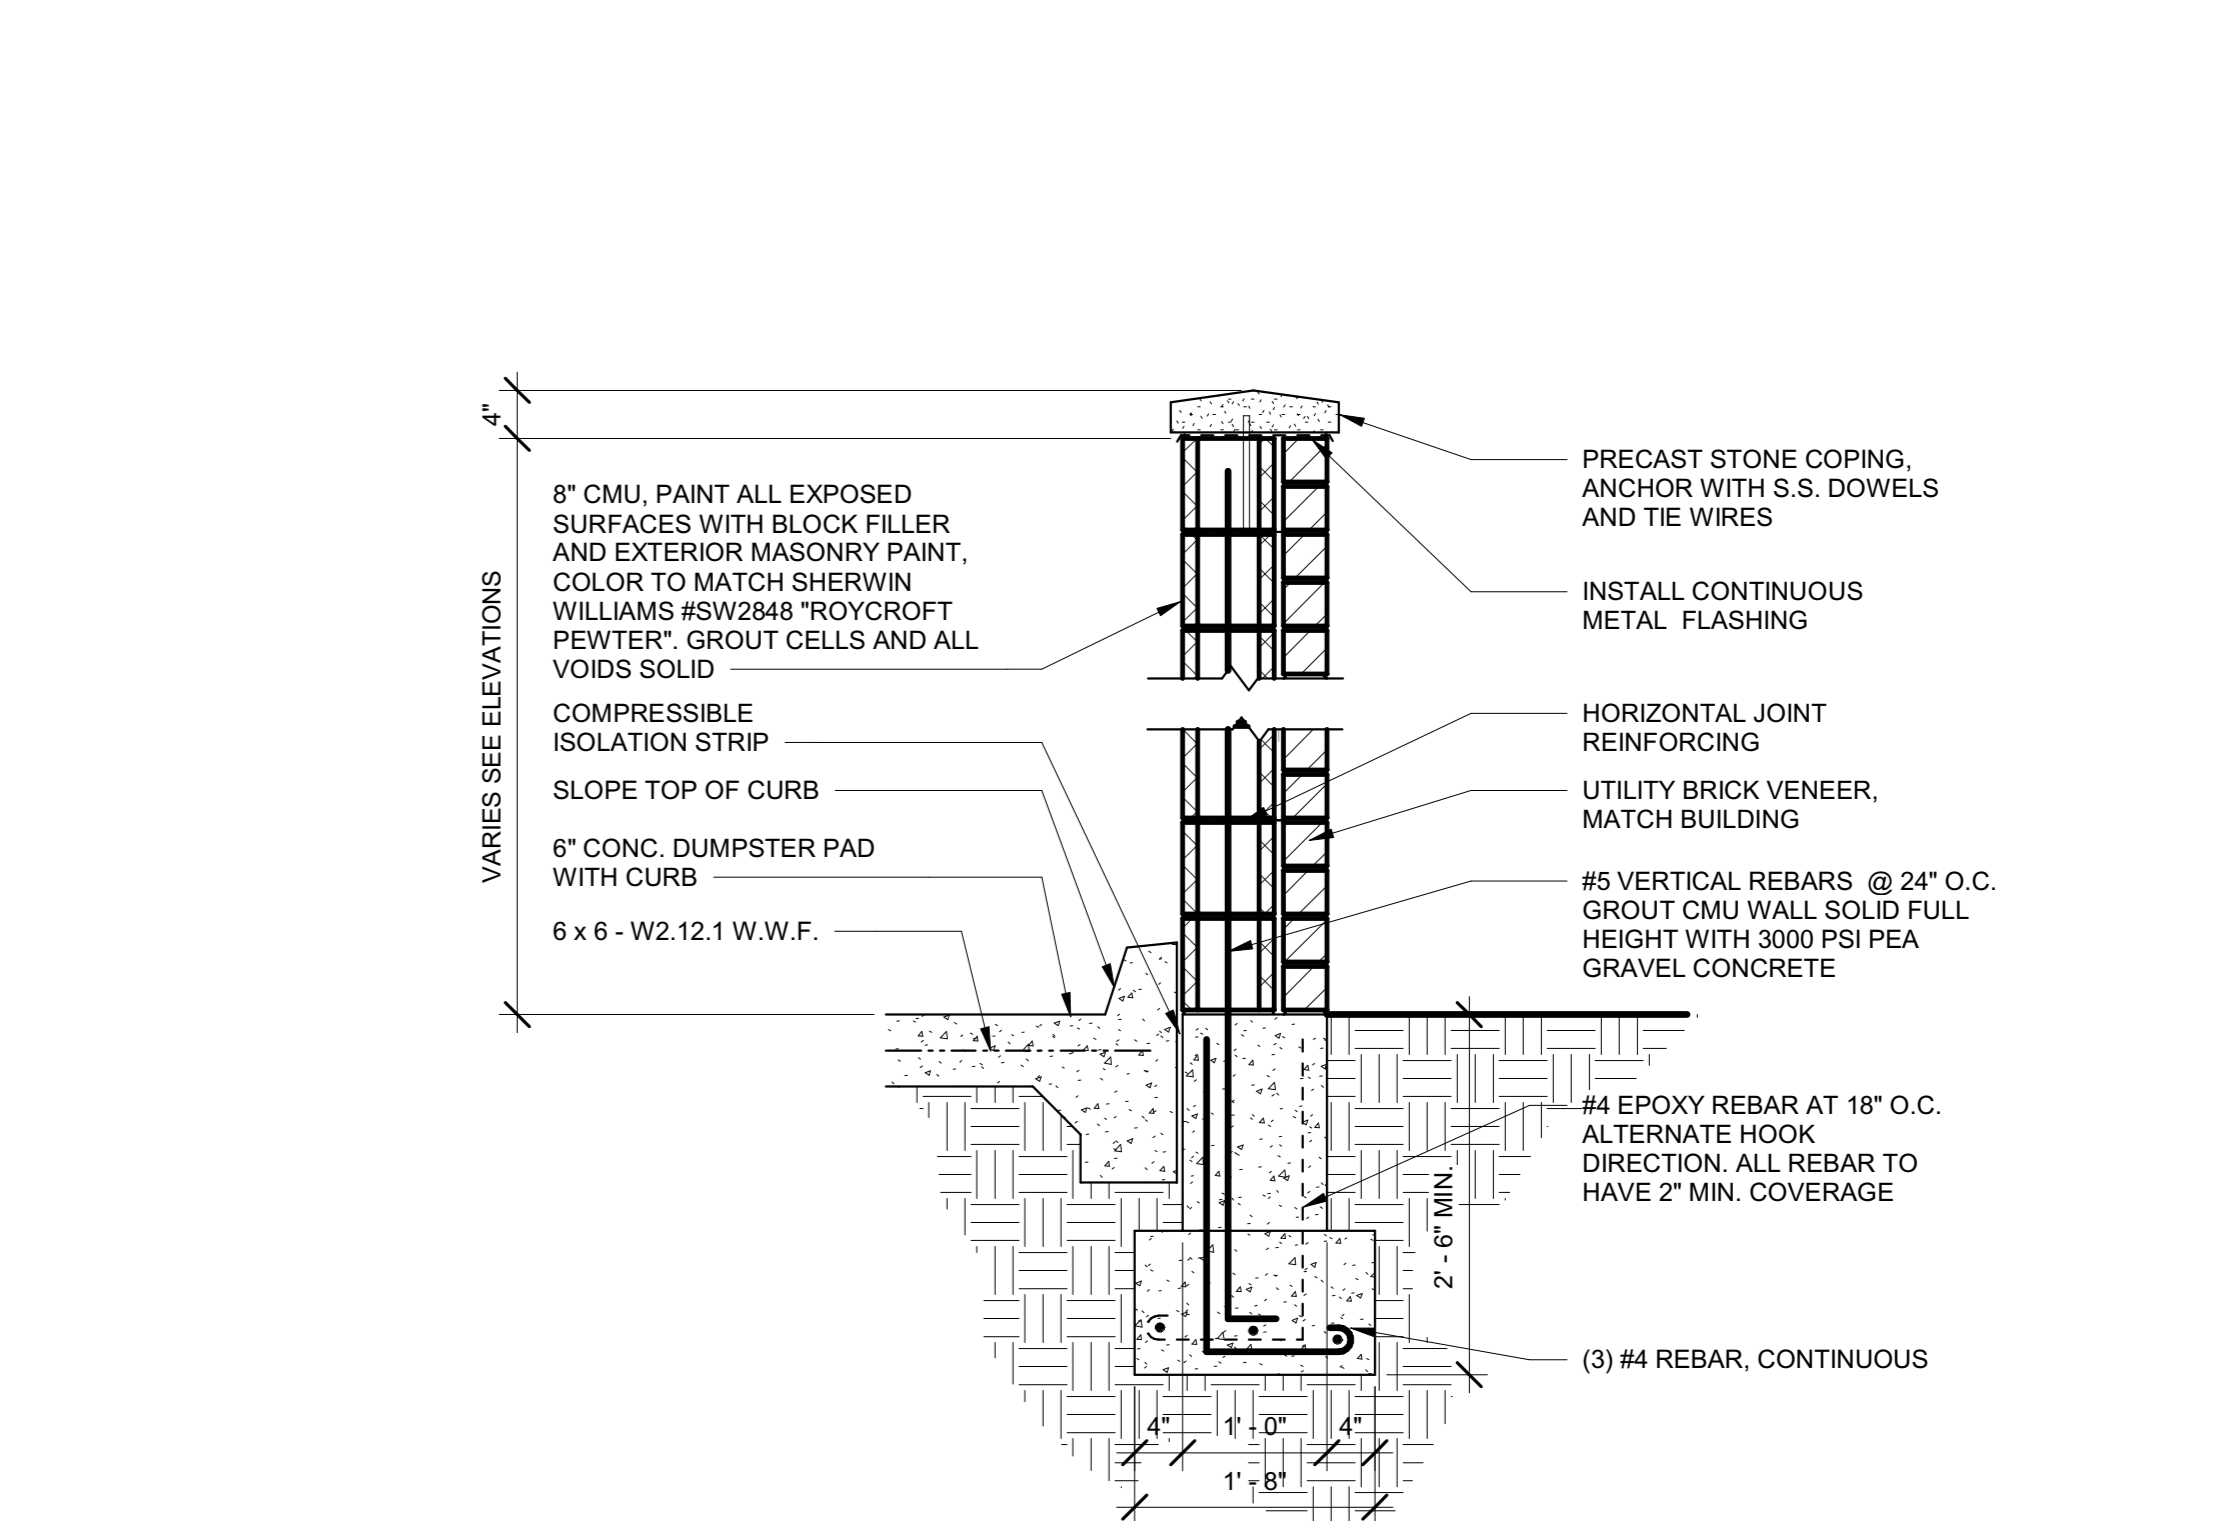 4"
VARIES SEE ELEVATIONS
8" CMU, PAINT ALL EXPOSED
SURFACES WITH BLOCK FILLER
AND EXTERIOR MASONRY PAINT,
COLOR TO MATCH SHERWIN
WILLIAMS #SW2848 "ROYCROFT
PEWTER". GROUT CELLS AND ALL
VOIDS SOLID
COMPRESSIBLE
ISOLATION STRIP
SLOPE TOP OF CURB
6" CONC. DUMPSTER PAD
WITH CURB
6 x 6 - W2.12.1 W.W.F.
PRECAST STONE COPING,
ANCHOR WITH S.S. DOWELS
AND TIE WIRES
INSTALL CONTINUOUS
METAL  FLASHING
HORIZONTAL JOINT
REINFORCING
UTILITY BRICK VENEER,
MATCH BUILDING
#5 VERTICAL REBARS  @ 24" O.C.
GROUT CMU WALL SOLID FULL
HEIGHT WITH 3000 PSI PEA
GRAVEL CONCRETE
#4 EPOXY REBAR AT 18" O.C.
ALTERNATE HOOK
DIRECTION. ALL REBAR TO
HAVE 2" MIN. COVERAGE
2' - 6" MIN.
(3) #4 REBAR, CONTINUOUS
4" 1' - 0" 4"
1' - 8"